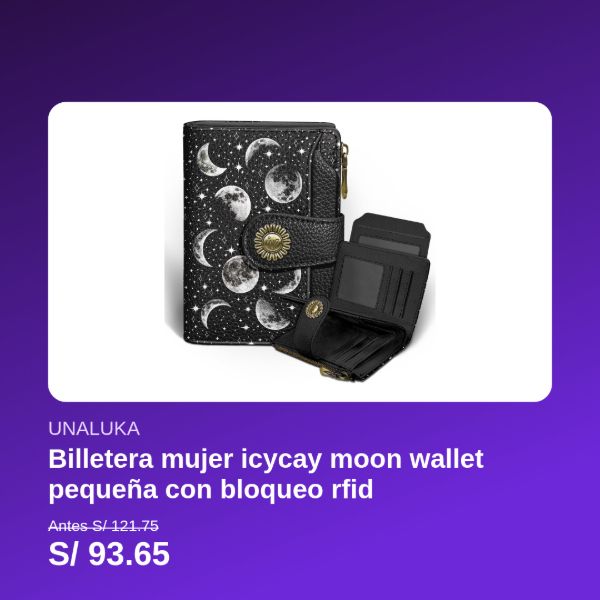 UNALUKA
Billetera mujer icycay moon wallet
pequeña con bloqueo rfid
Antes S/ 121.75
S/ 93.65